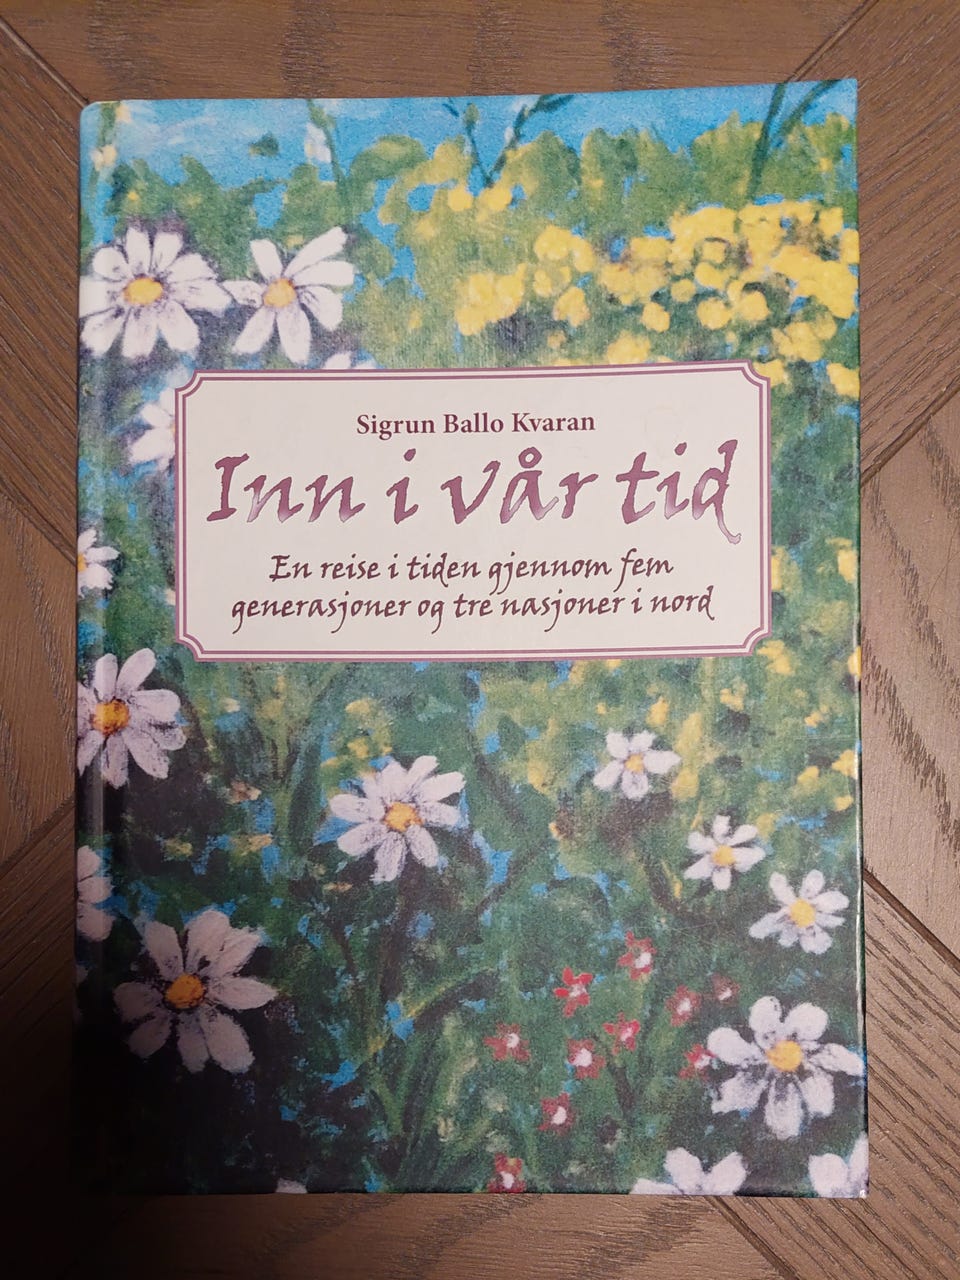 Sigrun Ballo Kvaran
Inn i vår tid
En reise i tiden gjennom fem
generasjoner og tre nasjoner i nord